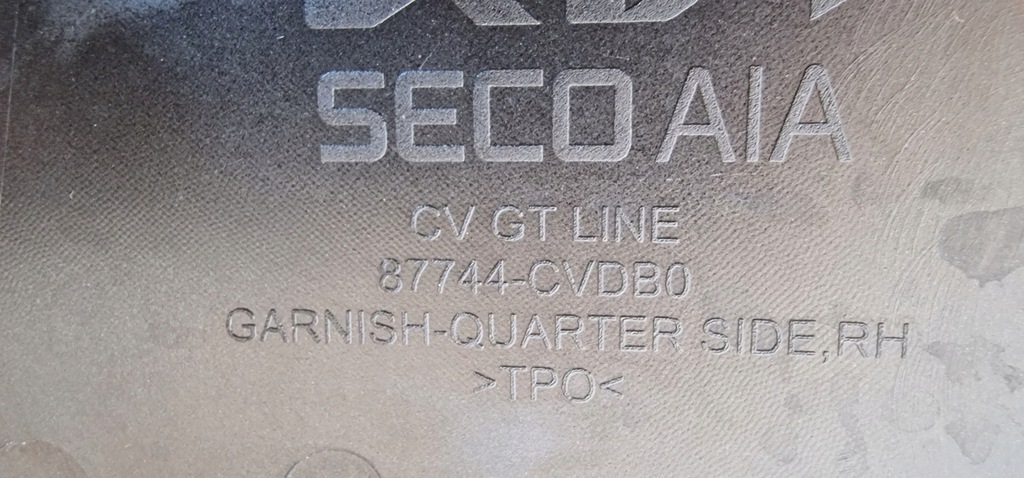 SECO AIA
CV GT LINE
87744-CVDB0
GARNISH-QUARTER SIDE,RH
>TPO<